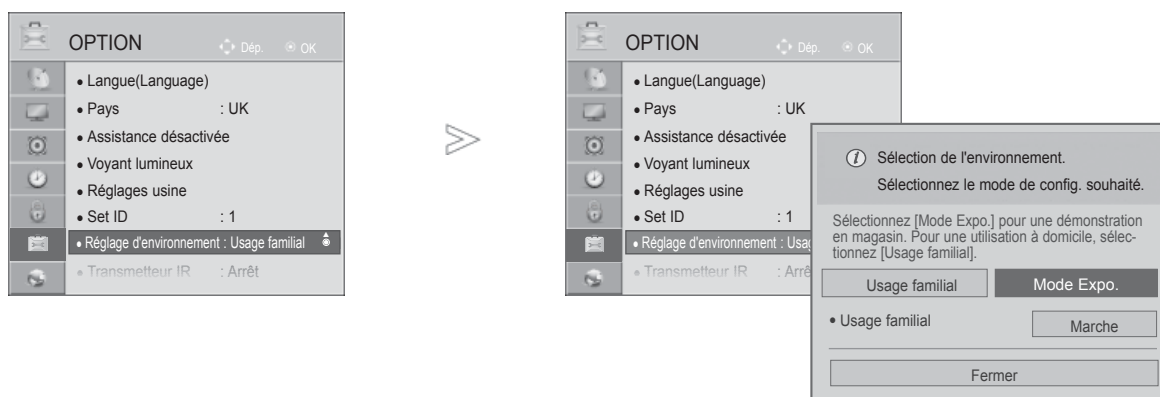 OPTION
Dép. OK
• Langue(Language)
• Pays : UK
• Assistance désactivée
• Voyant lumineux
• Réglages usine
• Set ID : 1
• Réglage d'environnement : Usage familial
• Transmetteur IR : Arrêt
>
OPTION
Dép. OK
• Langue(Language)
• Pays : UK
• Assistance désactivée
• Voyant lumineux
• Réglages usine
• Set ID : 1
• Réglage d'environnement : Usag
• Transmetteur IR : Arrê
i Sélection de l'environnement.
Sélectionnez le mode de config. souhaité.
Sélectionnez [Mode Expo.] pour une démonstration
en magasin. Pour une utilisation à domicile, sélec-
tionnez [Usage familial].
Usage familial Mode Expo.
• Usage familial Marche
Fermer